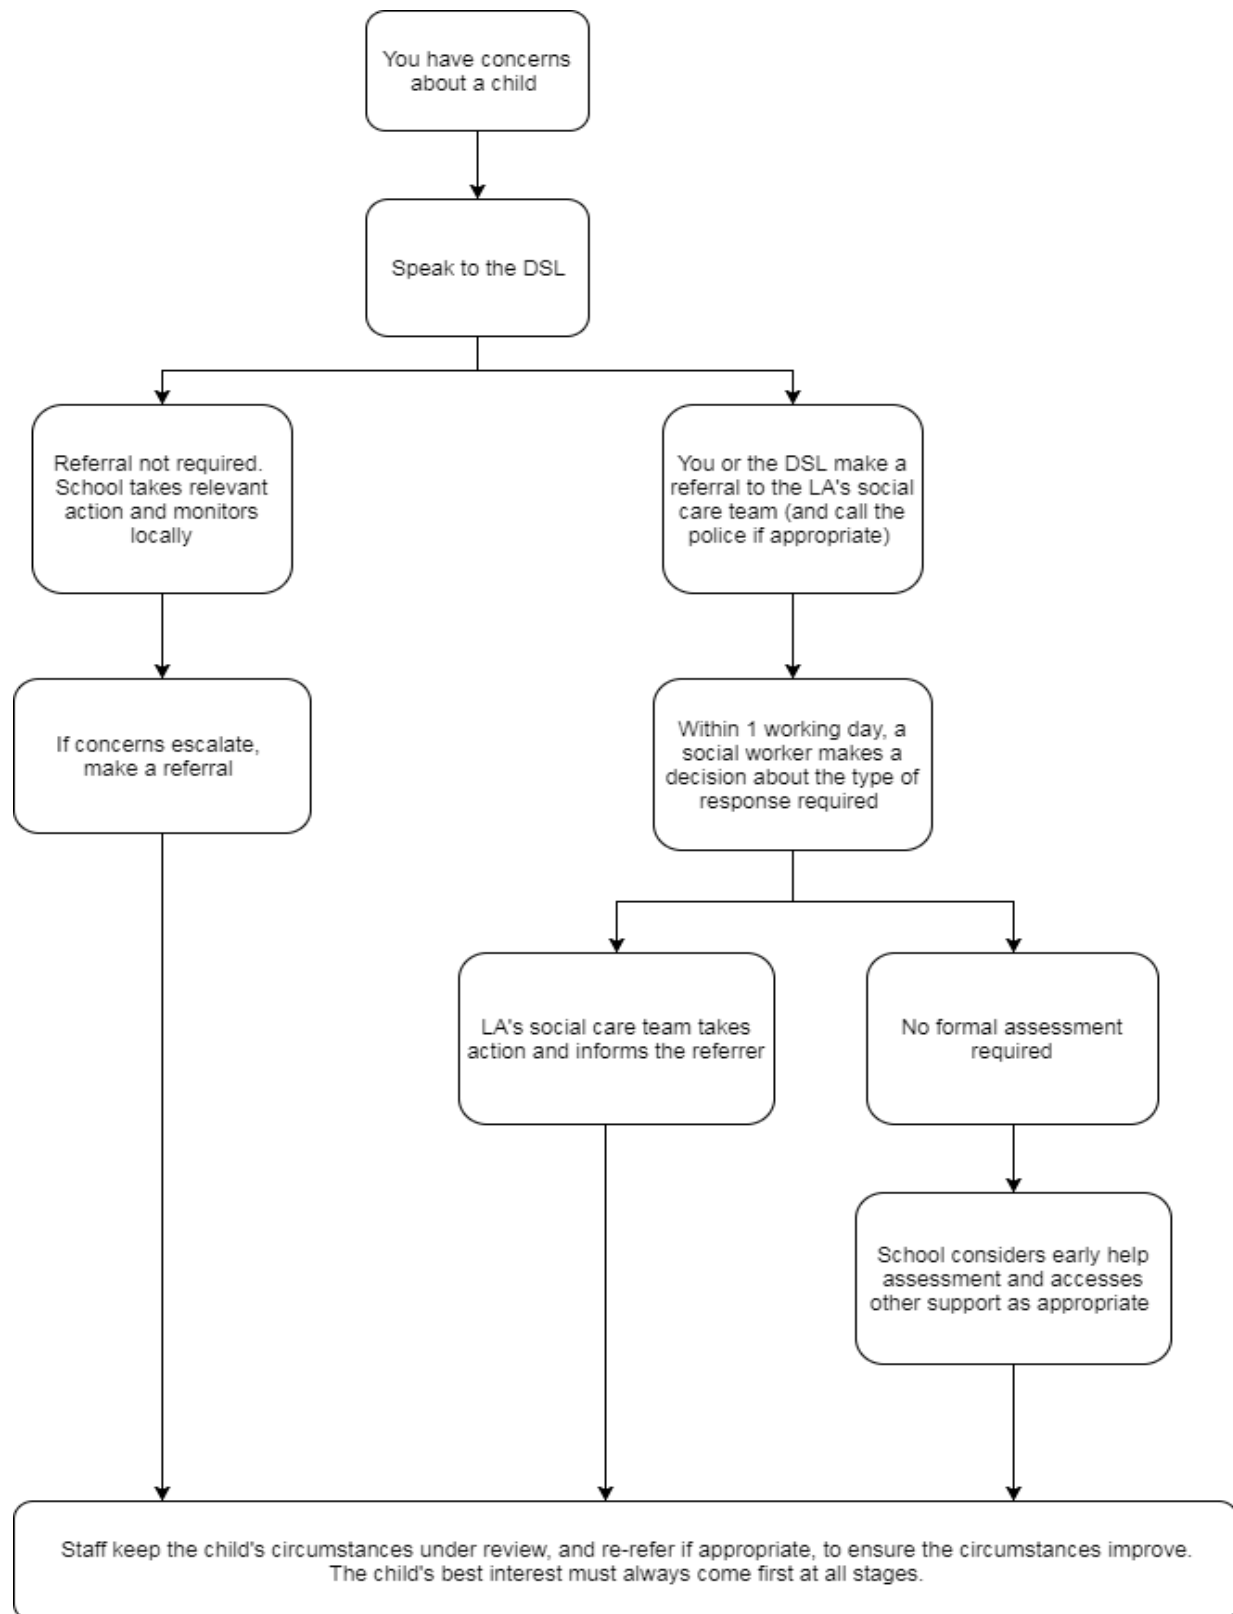 You have concerns
about a child
Speak to the DSL
Referral not required.
School takes relevant
action and monitors
locally
You or the DSL make a
referral to the LA's social
care team (and call the
police if appropriate)
If concerns escalate,
make a referral
Within 1 working day, a
social worker makes a
decision about the type of
response required
LA's social care team takes
action and informs the referrer
No formal assessment
required
School considers early help
assessment and accesses
other support as appropriate
Staff keep the child's circumstances under review, and re-refer if appropriate, to ensure the circumstances improve.
The child's best interest must always come first at all stages.